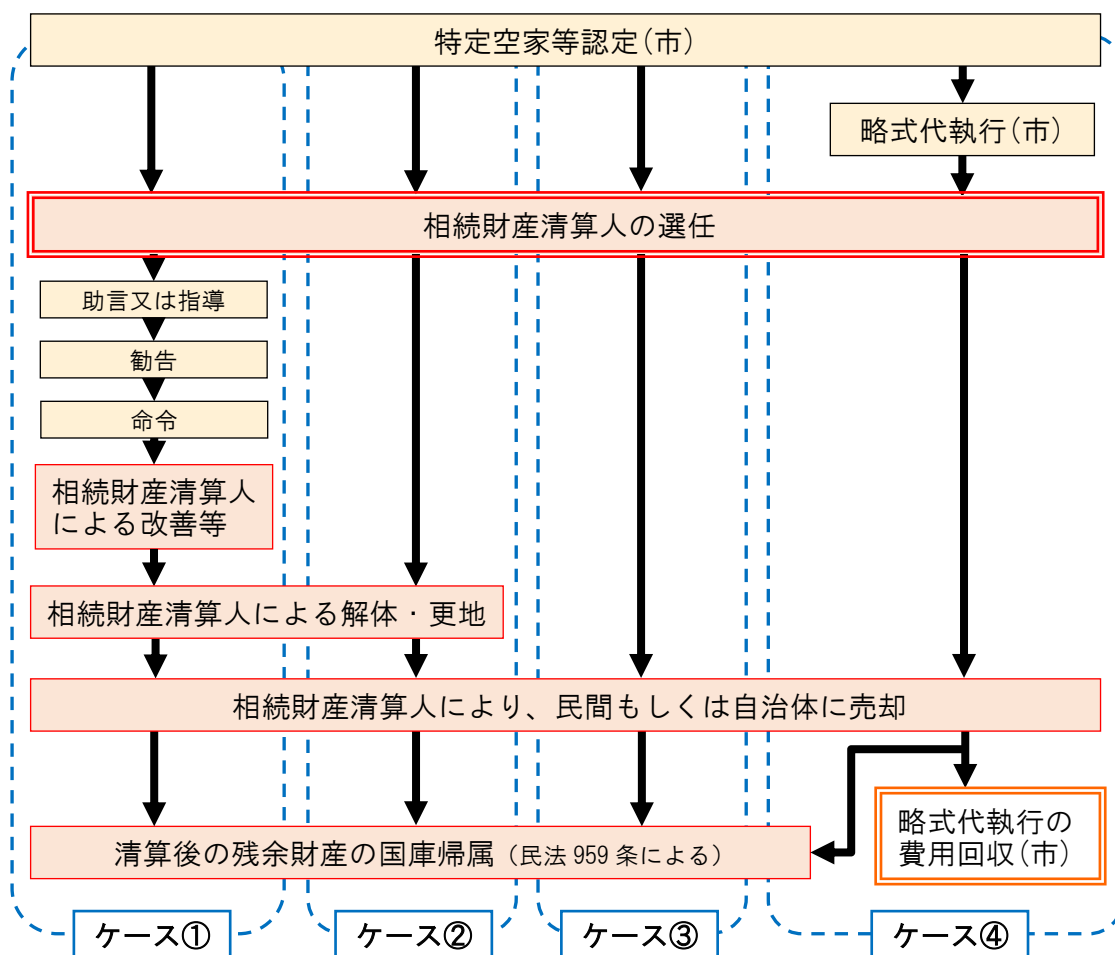 特定空家等認定(市)
略式代執行(市)
相続財産清算人の選任
助言又は指導
勧告
命令
相続財産清算人
による改善等
相続財産清算人による解体・更地
相続財産清算人により、民間もしくは自治体に売却
略式代執行の
費用回収(市)
清算後の残余財産の国庫帰属(民法959条による)
ケース①
ケース②
ケース③
ケース④